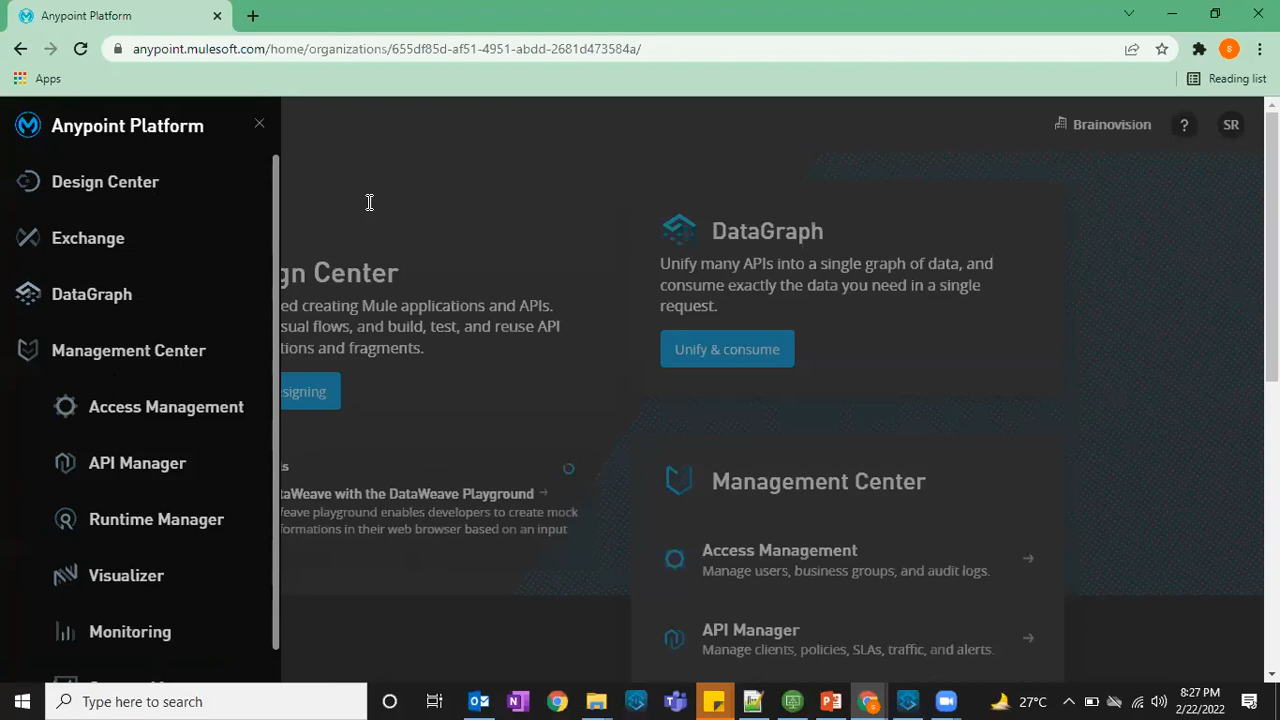 Anypoint Platform
anypoint.mulesoft.com/home/organizations/655df85d-af51-4951-abdd-2681d473584a/
S
Apps
Reading list
Anypoint Platform
Brainovision
?
SR
Design Center
Exchange
DataGraph
Management Center
Access Management
API Manager
Runtime Manager
Visualizer
Monitoring
gn Center
ed creating Mule applications and APIs.
sual flows, and build, test, and reuse API
tions and fragments.
signing
ls
taWeave with the DataWeave Playground
eave playground enables developers to create mock
formations in their web browser based on an input
DataGraph
Unify many APIs into a single graph of data, and
consume exactly the data you need in a single
request.
Unify & consume
Management Center
Access Management
Manage users, business groups, and audit logs.
API Manager
Manage clients, policies, SLAs, traffic, and alerts.
Type here to search
27°C
8:27 PM
2/22/2022